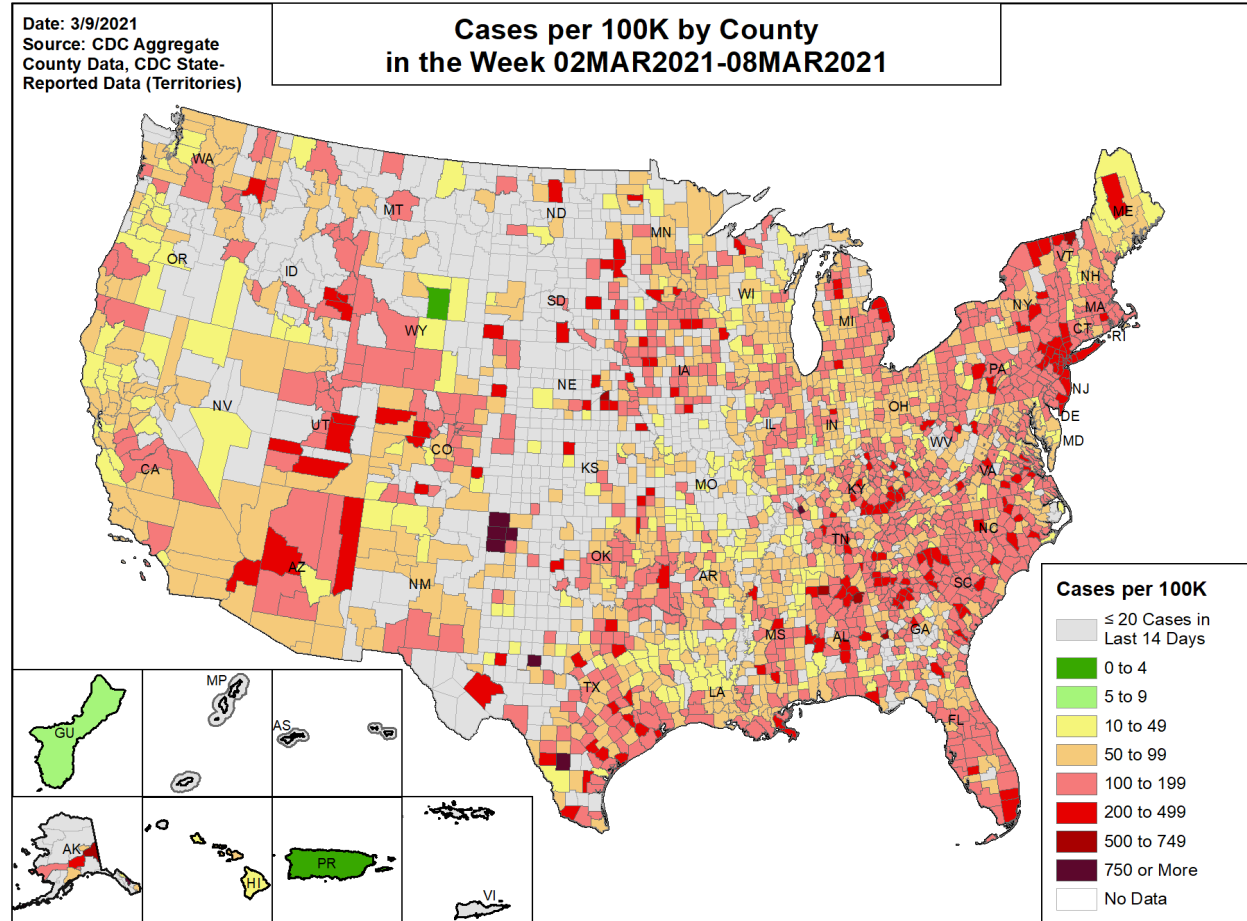 Date: 3/9/2021
Source: CDC Aggregate
County Data, CDC State-
Reported Data (Territories)
Cases per 100K by County
in the Week 02MAR2021-08MAR2021
WA
MT
ND
MN
ME
OR
ID
SD
WI
MI
VT
NH
NY
MA
CT
RI
WY
NE
IA
PA
NJ
NV
UT
CO
IL
IN
OH
DE
MD
WV
CA
KS
MO
KY
VA
AZ
NM
OK
AR
TN
NC
SC
TX
LA
MS
AL
GA
FL
GU
MP
AS
AK
HI
PR
VI
Cases per 100K
≤ 20 Cases in
Last 14 Days
0 to 4
5 to 9
10 to 49
50 to 99
100 to 199
200 to 499
500 to 749
750 or More
No Data